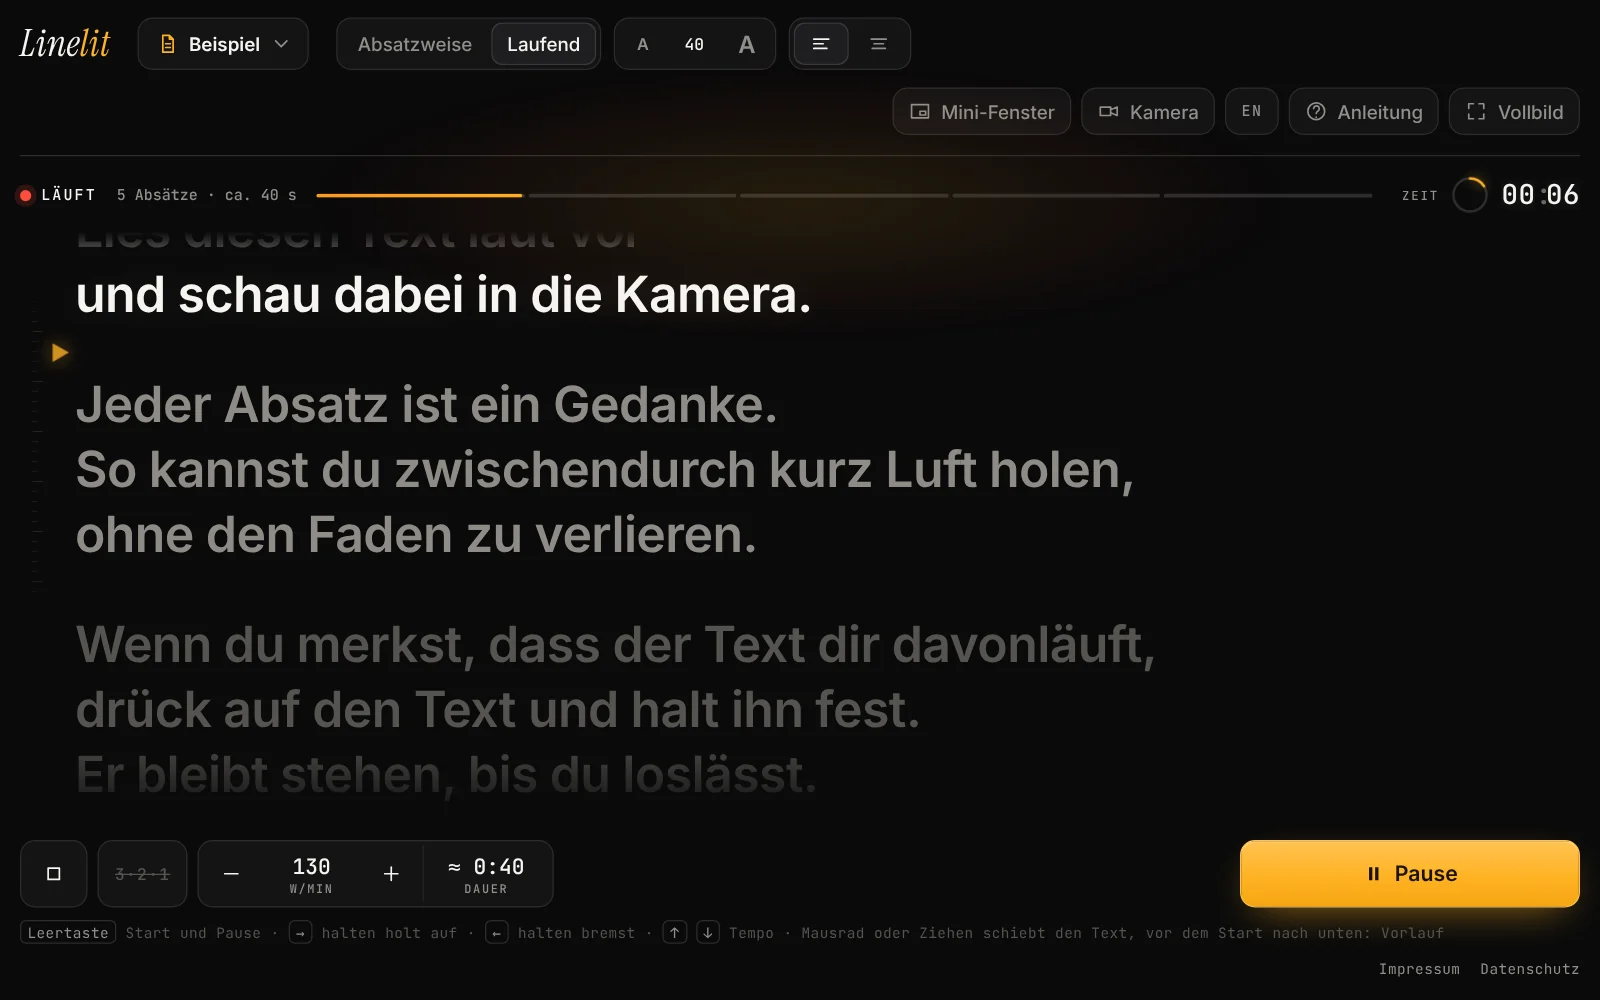 Linelit
Beispiel
Absatzweise Laufend
A 40 A
Mini-Fenster
Kamera
EN
Anleitung
Vollbild
LÄUFT 5 Absätze · ca. 40 s
ZEIT 00:06
Lies diesen Text laut vor
und schau dabei in die Kamera.
Jeder Absatz ist ein Gedanke.
So kannst du zwischendurch kurz Luft holen,
ohne den Faden zu verlieren.
Wenn du merkst, dass der Text dir davonläuft,
drück auf den Text und halt ihn fest.
Er bleibt stehen, bis du loslässt.
3·2·1
− 130 +
W/MIN
≈ 0:40
DAUER
Pause
Leertaste Start und Pause · → halten holt auf · ← halten bremst · ↑ ↓ Tempo · Mausrad oder Ziehen schiebt den Text, vor dem Start nach unten: Vorlauf
Impressum Datenschutz